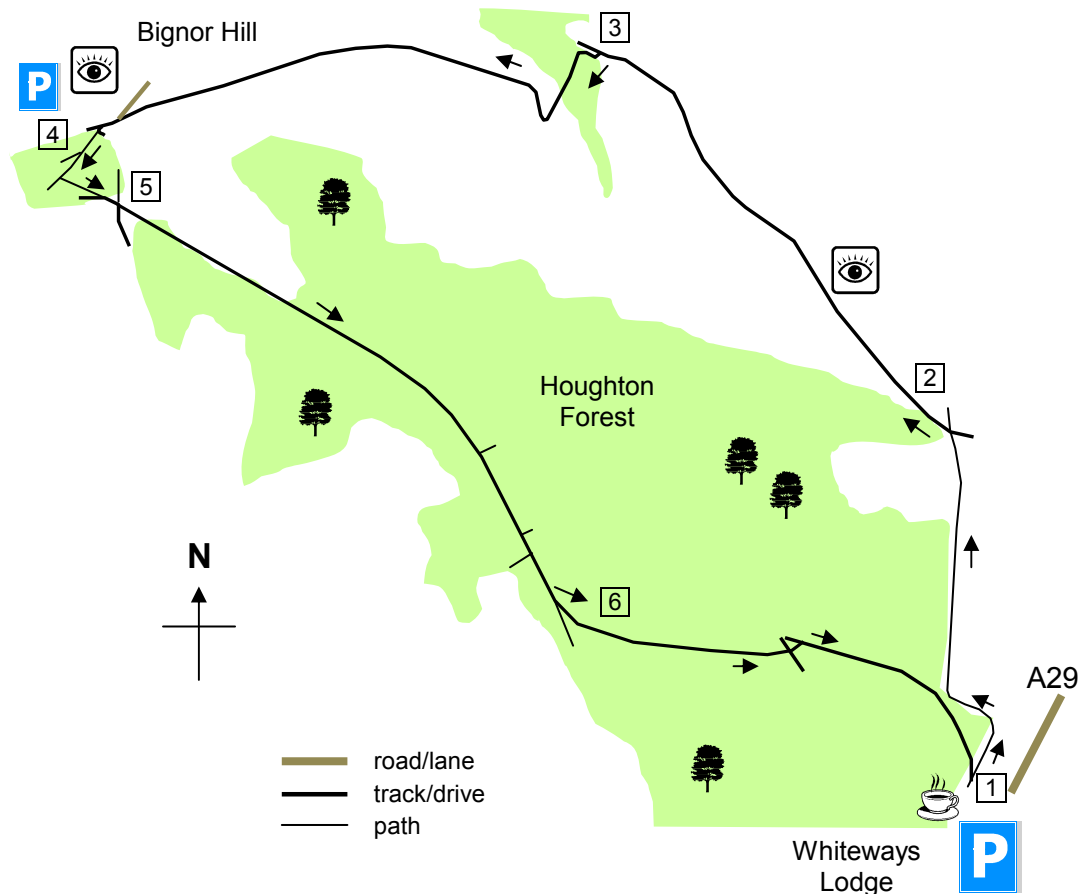 Bignor Hill
3
P
4
5
2
Houghton
Forest
N
6
A29
road/lane
track/drive
path
1
Whiteways
Lodge
P